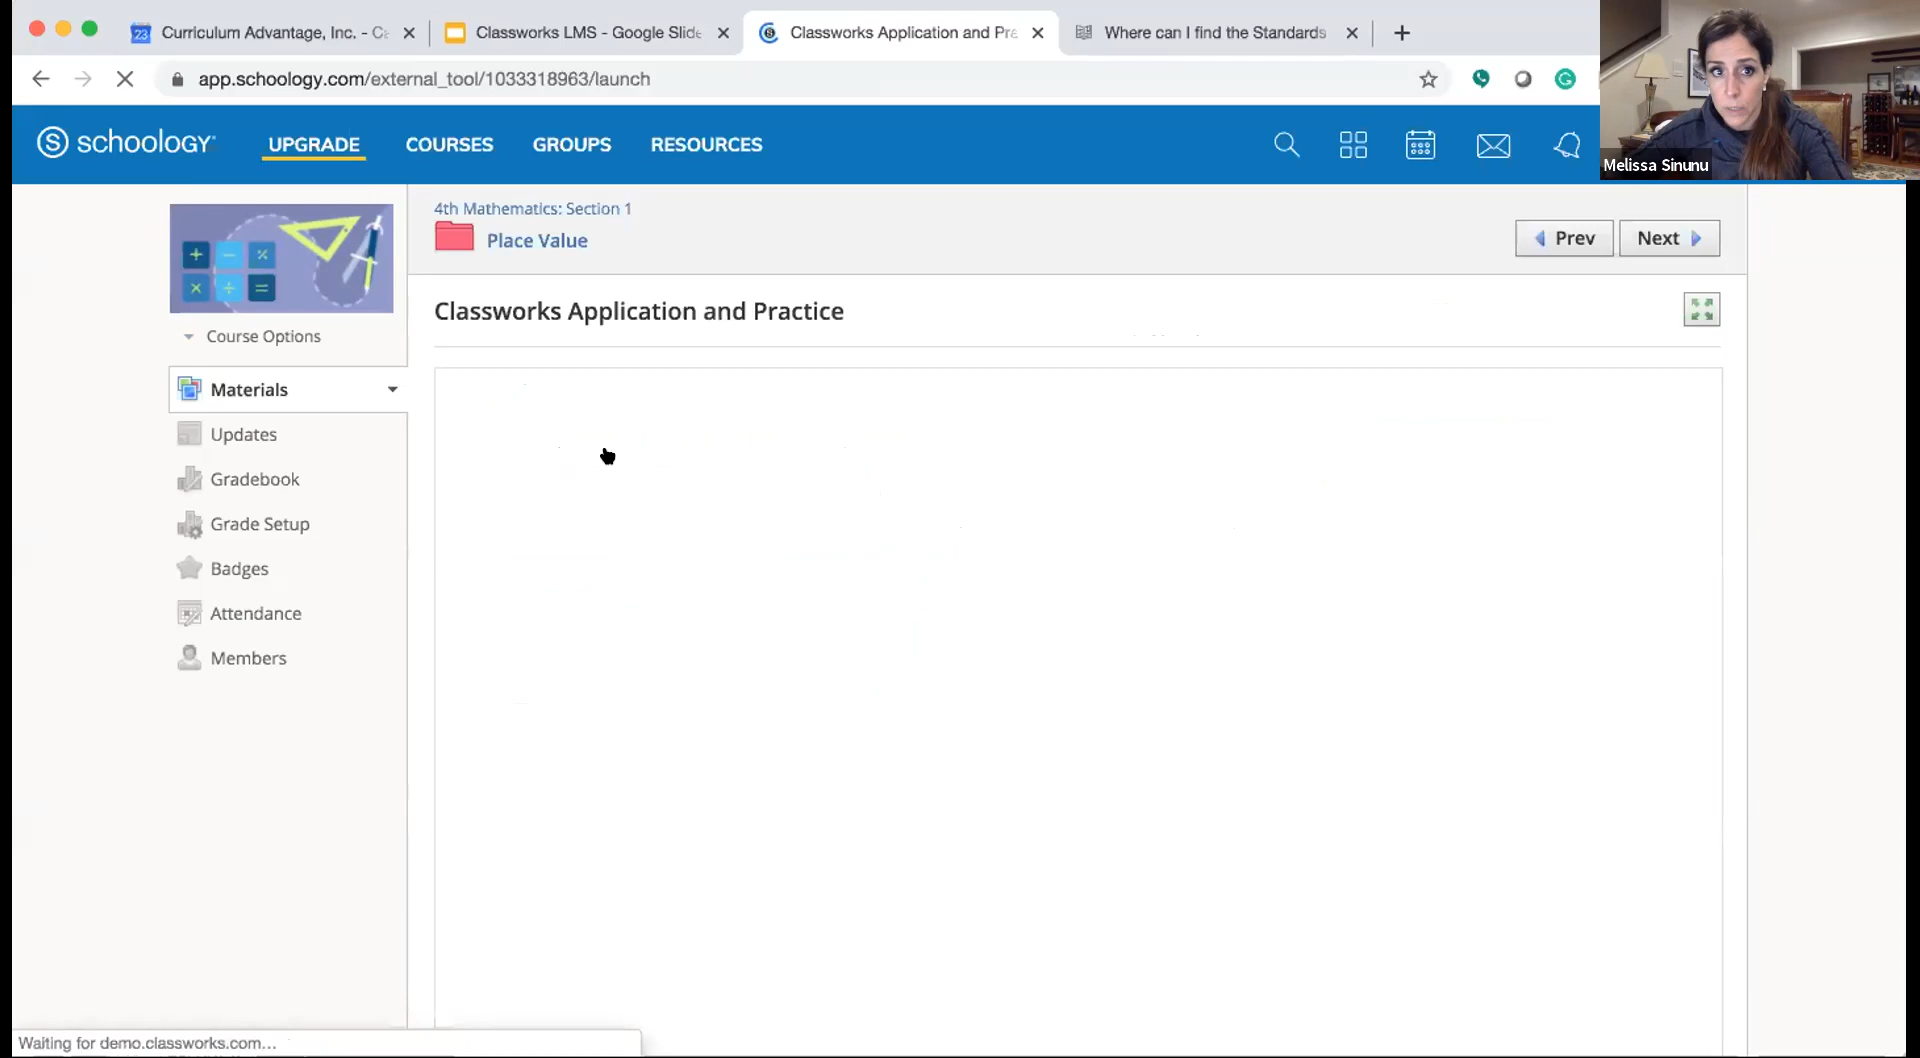 Curriculum Advantage, Inc. - Ca
Classworks LMS - Google Slide
Classworks Application and Pra
Where can I find the Standards
app.schoology.com/external_tool/1033318963/launch
Melissa Sinunu
schoology
UPGRADE
COURSES
GROUPS
RESOURCES
4th Mathematics: Section 1
Place Value
Prev
Next
Course Options
Classworks Application and Practice
Materials
Updates
Gradebook
Grade Setup
Badges
Attendance
Members
Waiting for demo.classworks.com...